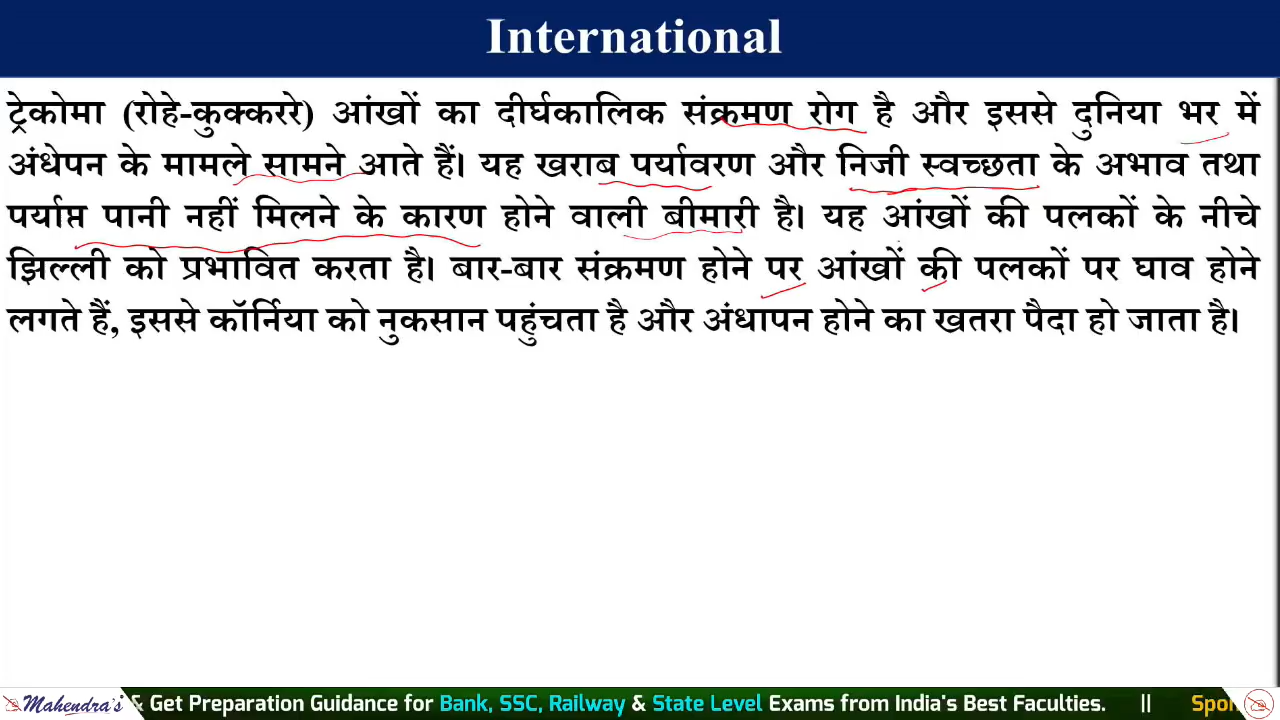 International
ट्रेकोमा (रोहे-कुक्कररे) आंखों का दीर्घकालिक संक्रमण रोग है और इससे दुनिया भर में
अंधेपन के मामले सामने आते हैं। यह खराब पर्यावरण और निजी स्वच्छता के अभाव तथा
पर्याप्त पानी नहीं मिलने के कारण होने वाली बीमारी है। यह आंखों की पलकों के नीचे
झिल्ली को प्रभावित करता है। बार-बार संक्रमण होने पर आंखों की पलकों पर घाव होने
लगते हैं, इससे कॉर्निया को नुकसान पहुंचता है और अंधापन होने का खतरा पैदा हो जाता है।
Mahendra's & Get Preparation Guidance for Bank, SSC, Railway & State Level Exams from India's Best Faculties. ||